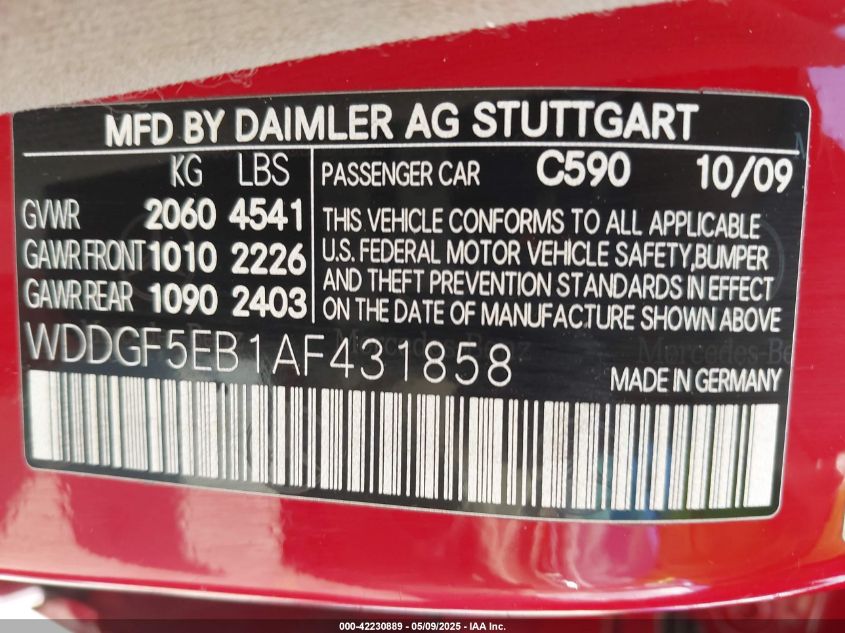 MFD BY DAIMLER AG STUTTGART
KG LBS
GVWR 2060 4541
GAWR FRONT 1010 2226
GAWR REAR 1090 2403
PASSENGER CAR C590 10/09
THIS VEHICLE CONFORMS TO ALL APPLICABLE
U.S. FEDERAL MOTOR VEHICLE SAFETY,BUMPER
AND THEFT PREVENTION STANDARDS IN EFFECT
ON THE DATE OF MANUFACTURE SHOWN ABOVE
WDDGF5EB1AF431858
MADE IN GERMANY
000-42230889 - 05/09/2025 - IAA Inc.